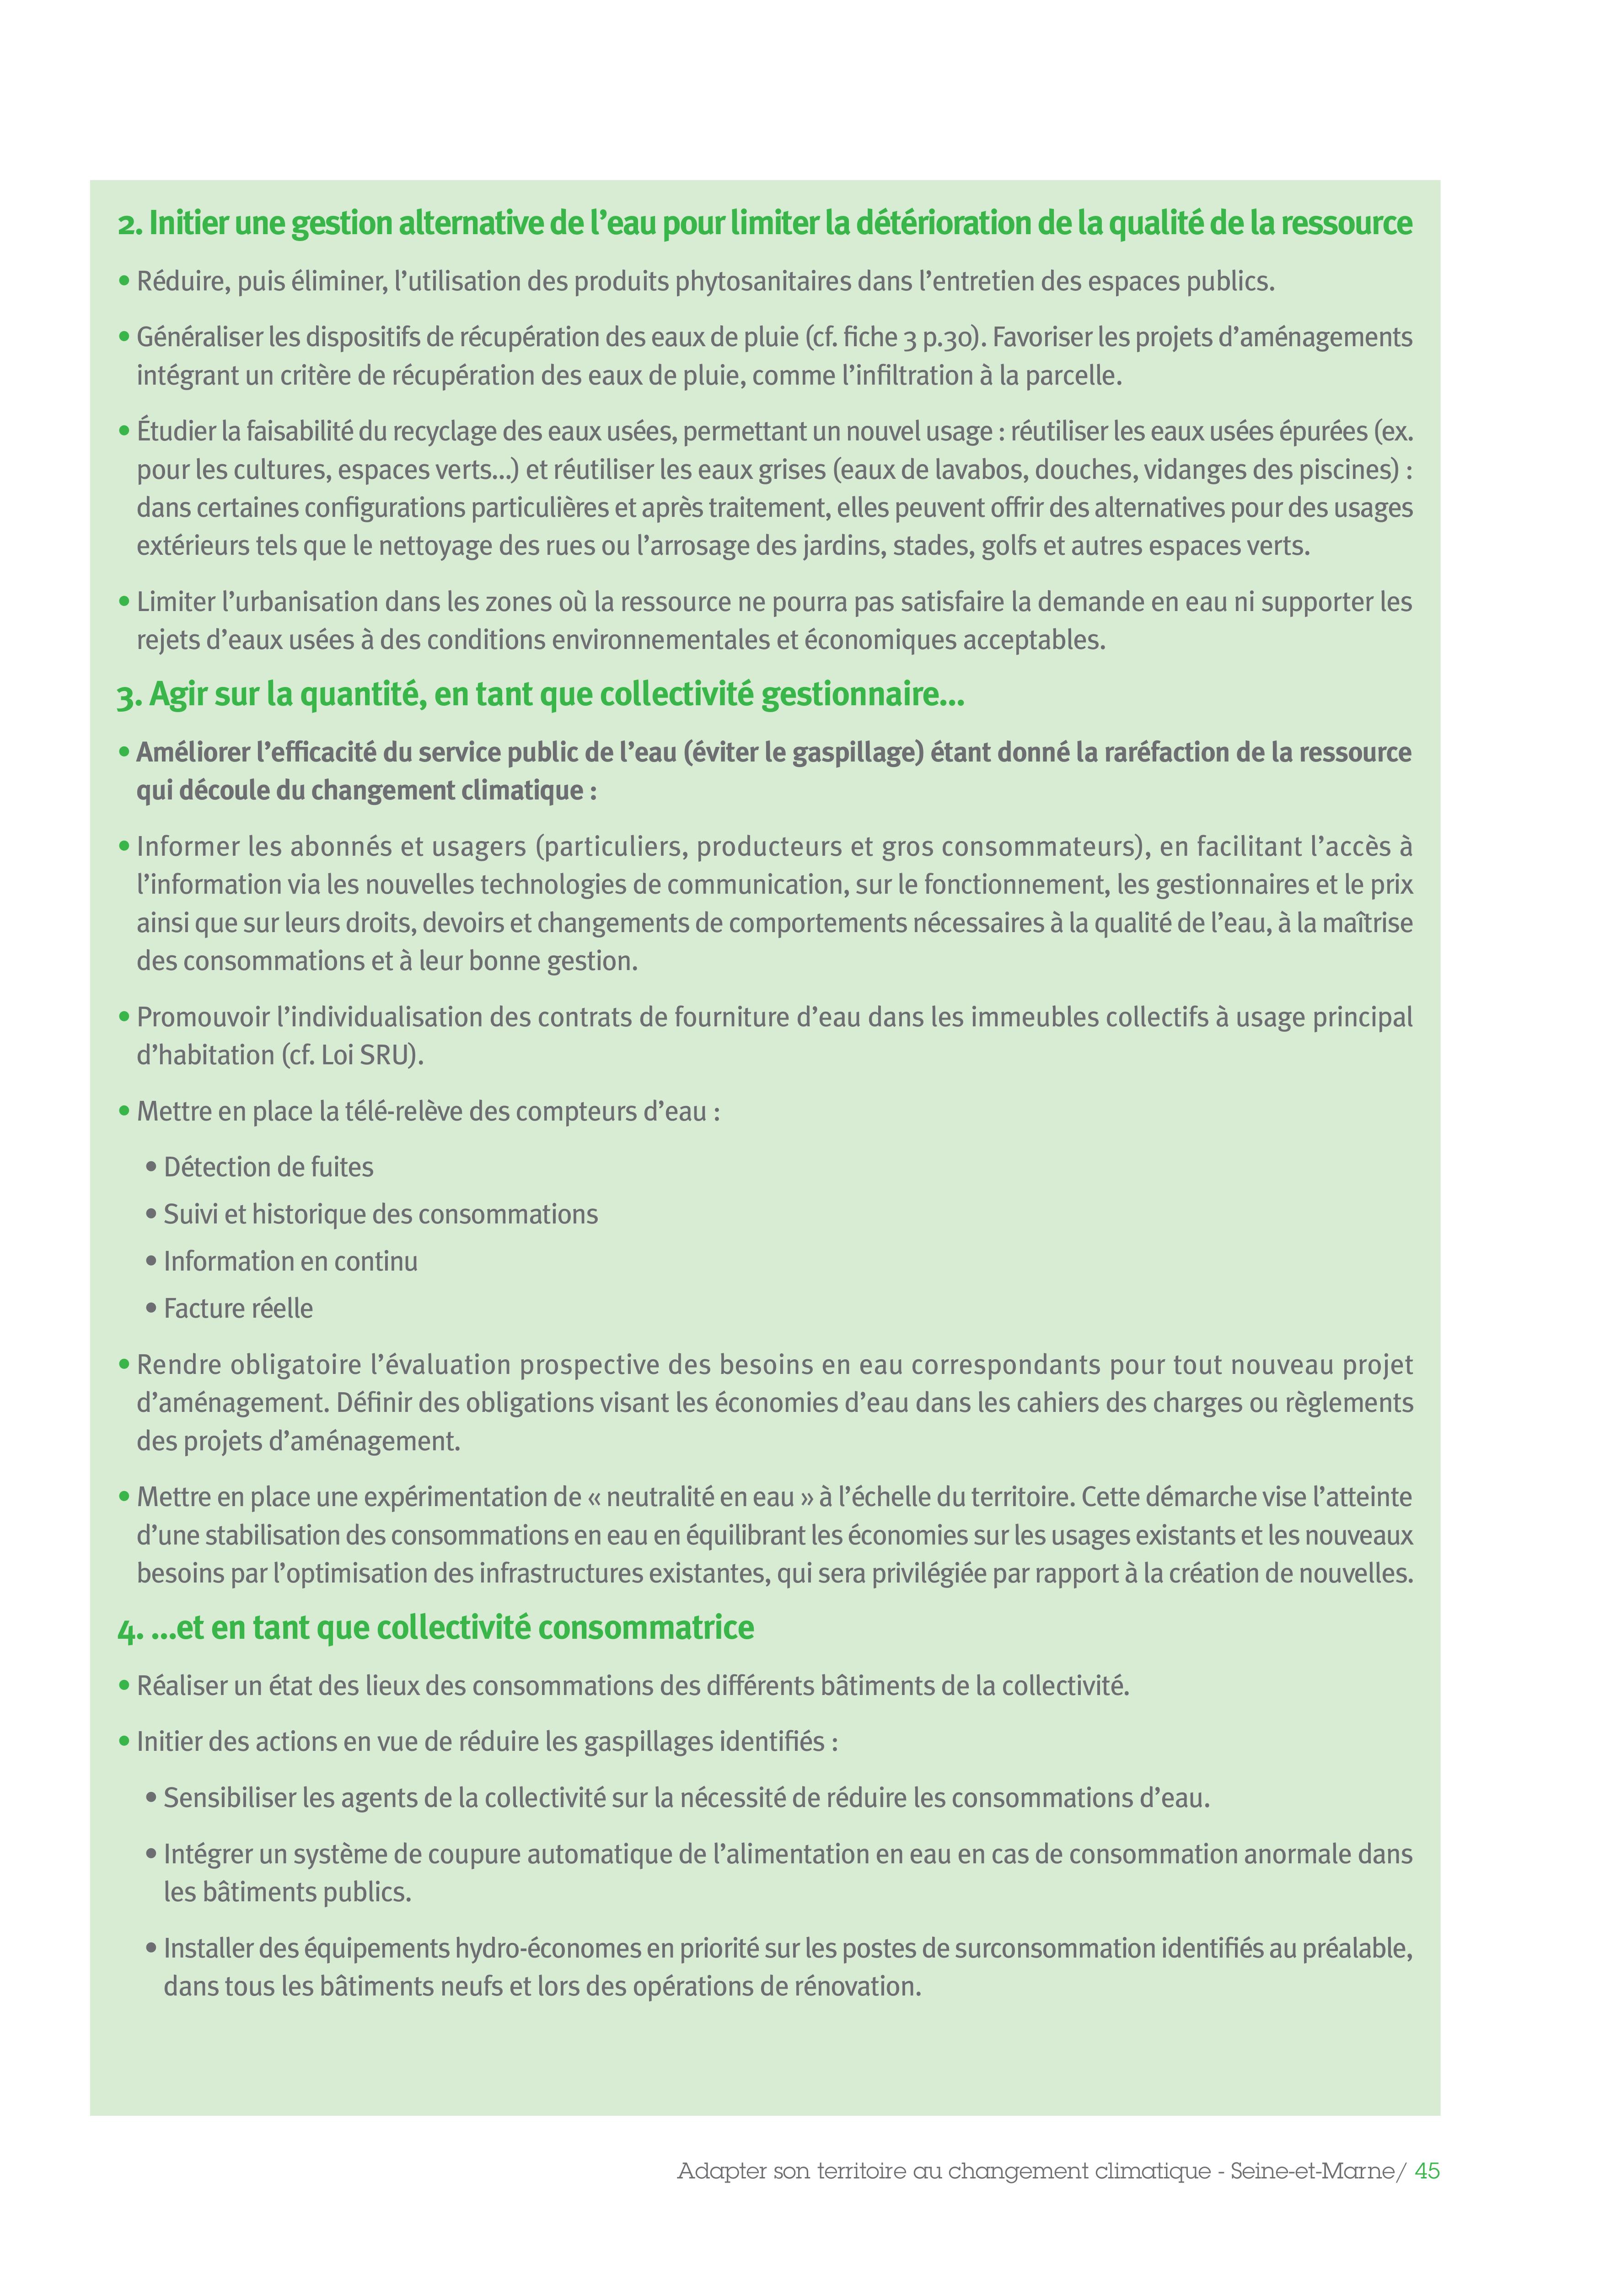 2. Initier une gestion alternative de l’eau pour limiter la détérioration de la qualité de la ressource
• Réduire, puis éliminer, l’utilisation des produits phytosanitaires dans l’entretien des espaces publics.
• Généraliser les dispositifs de récupération des eaux de pluie (cf. fiche 3 p.30). Favoriser les projets d’aménagements
intégrant un critère de récupération des eaux de pluie, comme l’infiltration à la parcelle.
• Étudier la faisabilité du recyclage des eaux usées, permettant un nouvel usage : réutiliser les eaux usées épurées (ex.
pour les cultures, espaces verts...) et réutiliser les eaux grises (eaux de lavabos, douches, vidanges des piscines) :
dans certaines configurations particulières et après traitement, elles peuvent offrir des alternatives pour des usages
extérieurs tels que le nettoyage des rues ou l’arrosage des jardins, stades, golfs et autres espaces verts.
• Limiter l’urbanisation dans les zones où la ressource ne pourra pas satisfaire la demande en eau ni supporter les
rejets d’eaux usées à des conditions environnementales et économiques acceptables.
3. Agir sur la quantité, en tant que collectivité gestionnaire...
• Améliorer l’efficacité du service public de l’eau (éviter le gaspillage) étant donné la raréfaction de la ressource
qui découle du changement climatique :
• Informer les abonnés et usagers (particuliers, producteurs et gros consommateurs), en facilitant l’accès à
l’information via les nouvelles technologies de communication, sur le fonctionnement, les gestionnaires et le prix
ainsi que sur leurs droits, devoirs et changements de comportements nécessaires à la qualité de l’eau, à la maîtrise
des consommations et à leur bonne gestion.
• Promouvoir l’individualisation des contrats de fourniture d’eau dans les immeubles collectifs à usage principal
d’habitation (cf. Loi SRU).
• Mettre en place la télé-relève des compteurs d’eau :
• Détection de fuites
• Suivi et historique des consommations
• Information en continu
• Facture réelle
• Rendre obligatoire l’évaluation prospective des besoins en eau correspondants pour tout nouveau projet
d’aménagement. Définir des obligations visant les économies d’eau dans les cahiers des charges ou règlements
des projets d’aménagement.
• Mettre en place une expérimentation de « neutralité en eau » à l’échelle du territoire. Cette démarche vise l’atteinte
d’une stabilisation des consommations en eau en équilibrant les économies sur les usages existants et les nouveaux
besoins par l’optimisation des infrastructures existantes, qui sera privilégiée par rapport à la création de nouvelles.
4. ...et en tant que collectivité consommatrice
• Réaliser un état des lieux des consommations des différents bâtiments de la collectivité.
• Initier des actions en vue de réduire les gaspillages identifiés :
• Sensibiliser les agents de la collectivité sur la nécessité de réduire les consommations d’eau.
• Intégrer un système de coupure automatique de l’alimentation en eau en cas de consommation anormale dans
les bâtiments publics.
• Installer des équipements hydro-économes en priorité sur les postes de surconsommation identifiés au préalable,
dans tous les bâtiments neufs et lors des opérations de rénovation.
Adapter son territoire au changement climatique - Seine-et-Marne/ 45